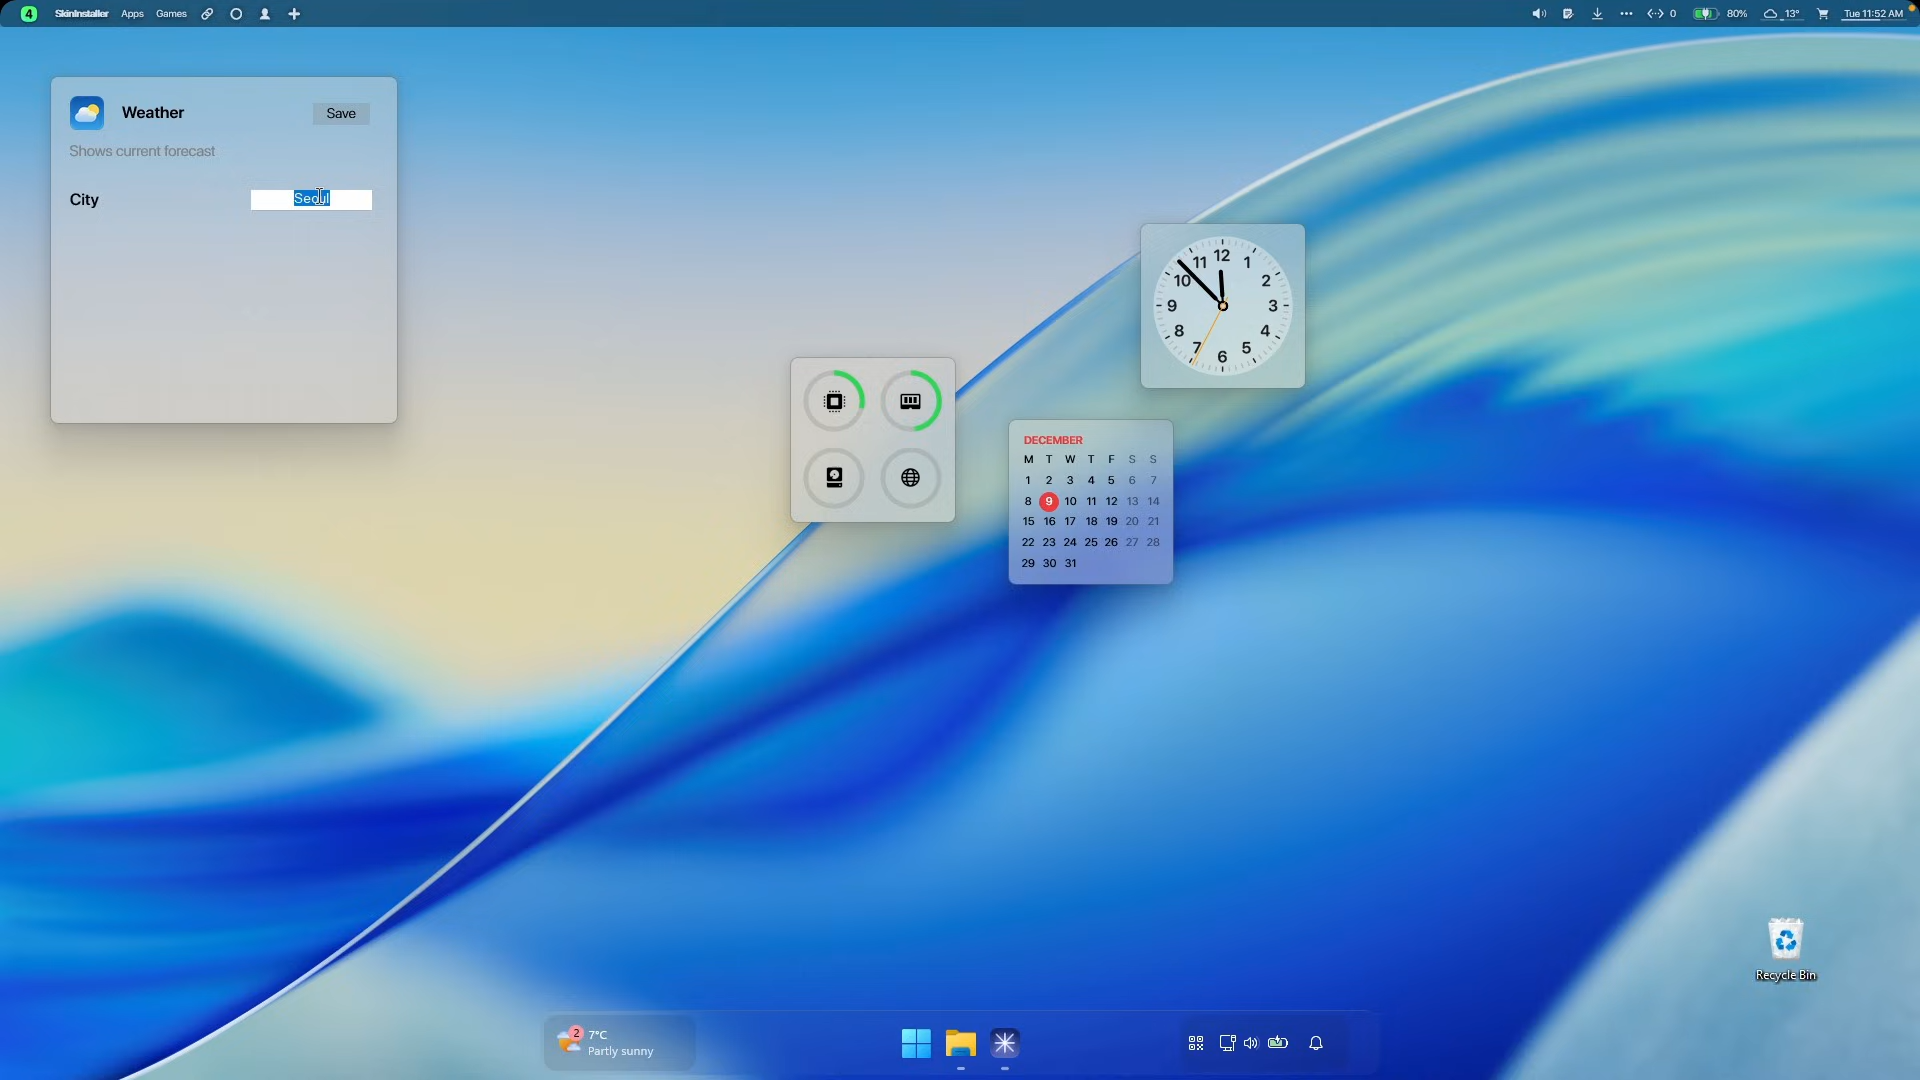 4 SkinInstaller Apps Games
0 80% 13° Tue 11:52 AM
Weather Save
Shows current forecast
City Seoul
12
1
2
3
4
5
6
7
8
9
10
11
DECEMBER
M T W T F S S
1 2 3 4 5 6 7
8 9 10 11 12 13 14
15 16 17 18 19 20 21
22 23 24 25 26 27 28
29 30 31
Recycle Bin
2 7°C
Partly sunny